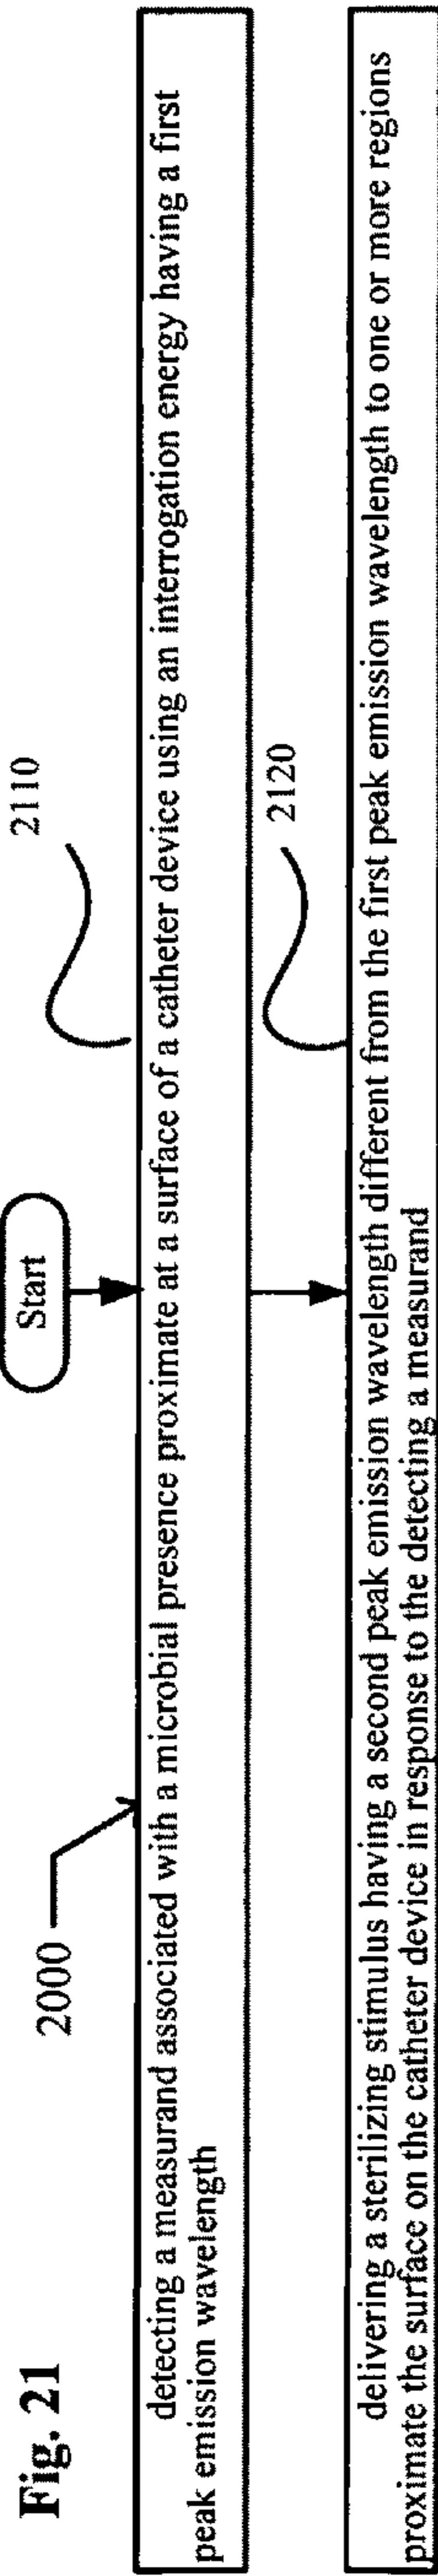 Fig. 21
Start
2000
2110
detecting a measurand associated with a microbial presence proximate at a surface of a catheter device using an interrogation energy having a first
peak emission wavelength
2120
delivering a sterilizing stimulus having a second peak emission wavelength different from the first peak emission wavelength to one or more regions
proximate the surface on the catheter device in response to the detecting a measurand